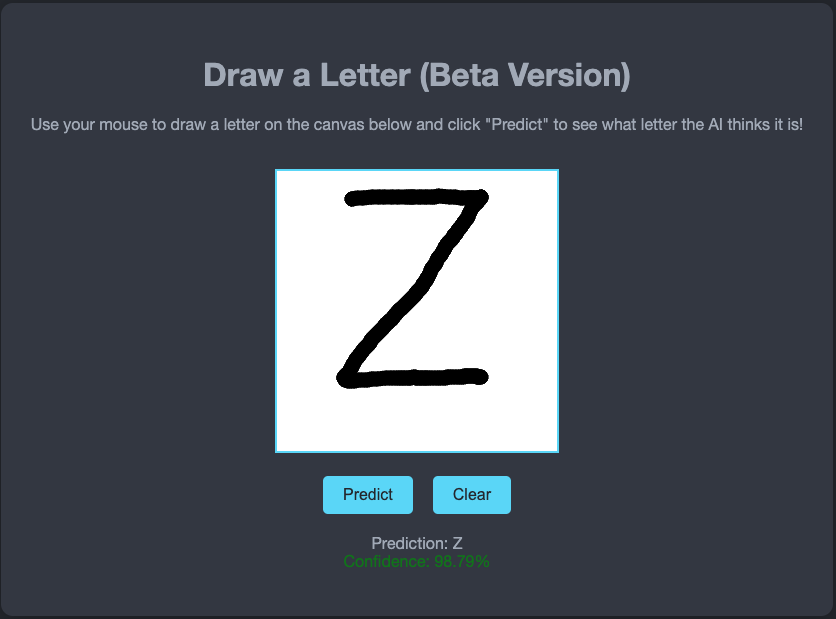 Draw a Letter (Beta Version)
Use your mouse to draw a letter on the canvas below and click "Predict" to see what letter the AI thinks it is!
Z
Predict Clear
Prediction: Z
Confidence: 98.79%